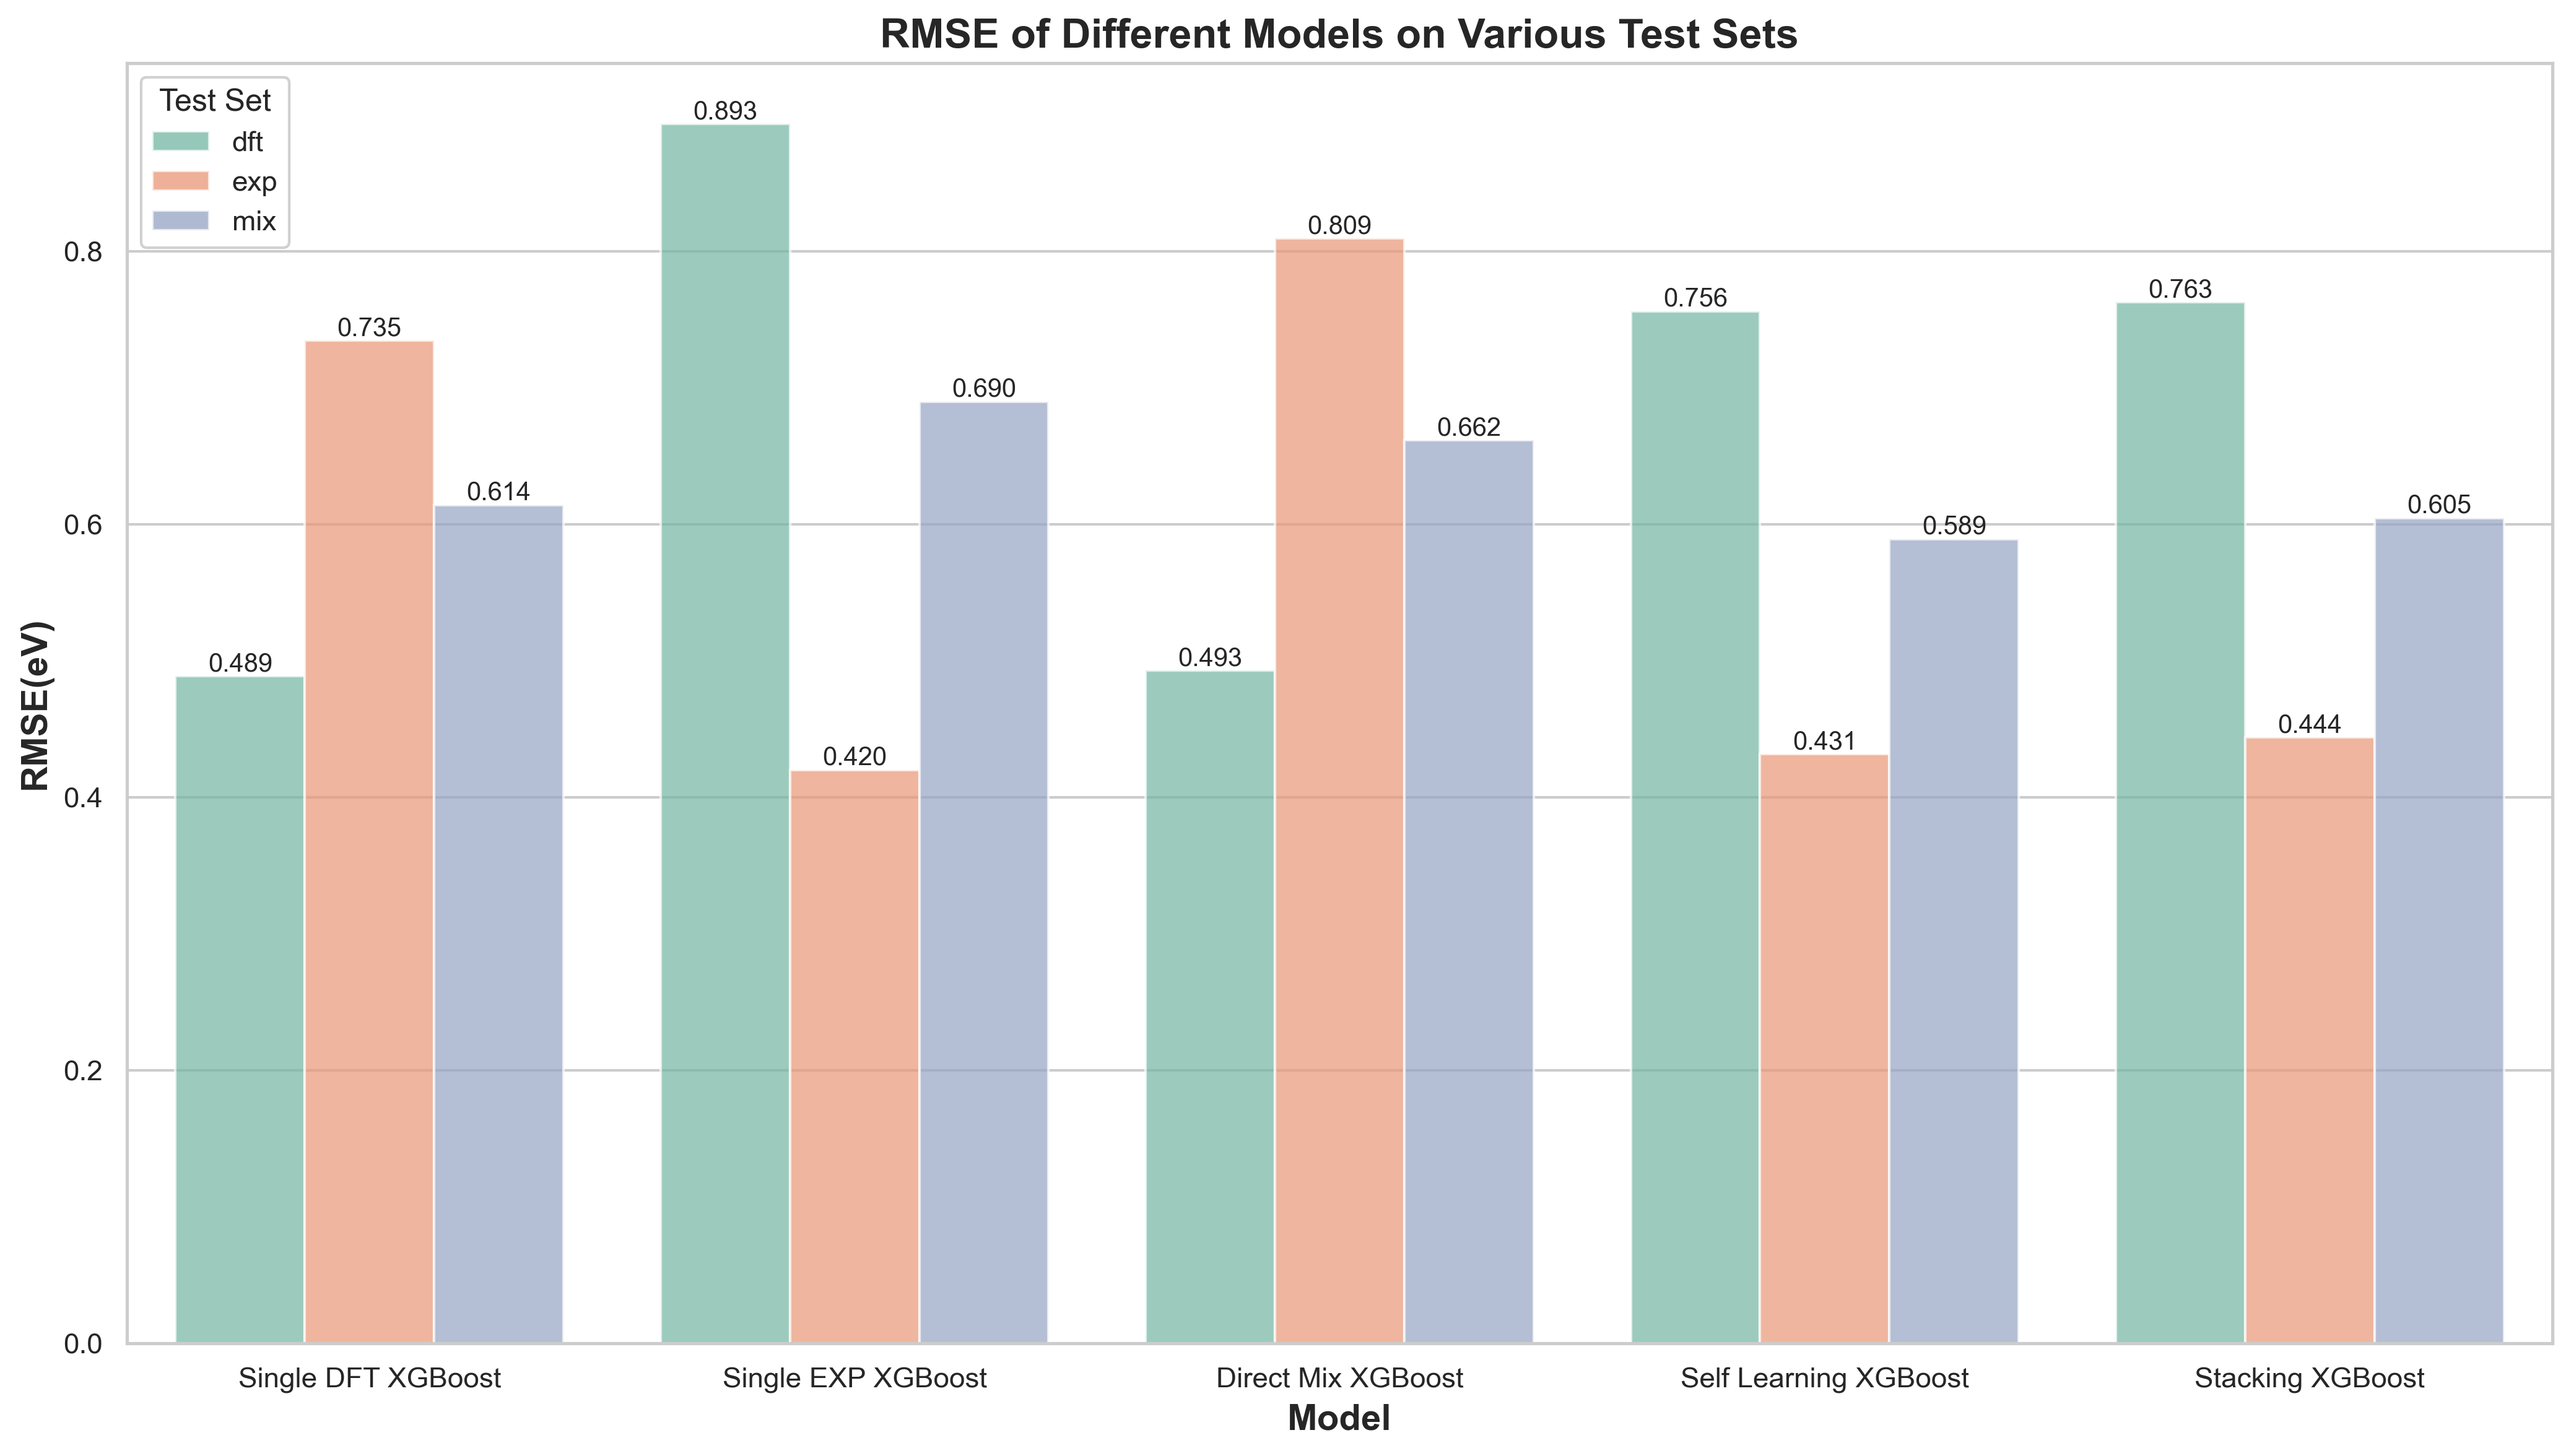 RMSE of Different Models on Various Test Sets
Test Set
dft
exp
mix
RMSE(eV)
0.8
0.6
0.4
0.2
0.0
0.489
0.735
0.614
0.893
0.420
0.690
0.493
0.809
0.662
0.756
0.431
0.589
0.763
0.444
0.605
Single DFT XGBoost
Single EXP XGBoost
Direct Mix XGBoost
Self Learning XGBoost
Stacking XGBoost
Model